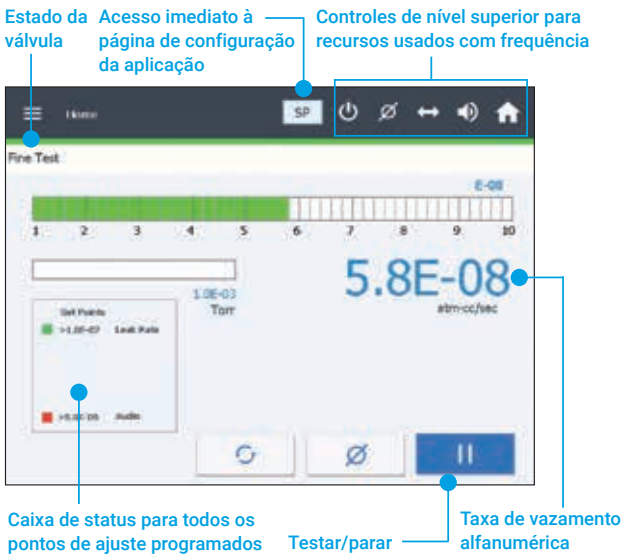 Estado da
válvula
Acesso imediato à
página de configuração
da aplicação
Controles de nível superior para
recursos usados com frequência
Home
SP
Fine Test
E-08
1 2 3 4 5 6 7 8 9 10
1.0E-03
Torr
5.8E-08
atm-cc/sec
Set Points
>1.0E-07 Leak Rate
Audio
Caixa de status para todos os
pontos de ajuste programados
Testar/parar
Taxa de vazamento
alfanumérica